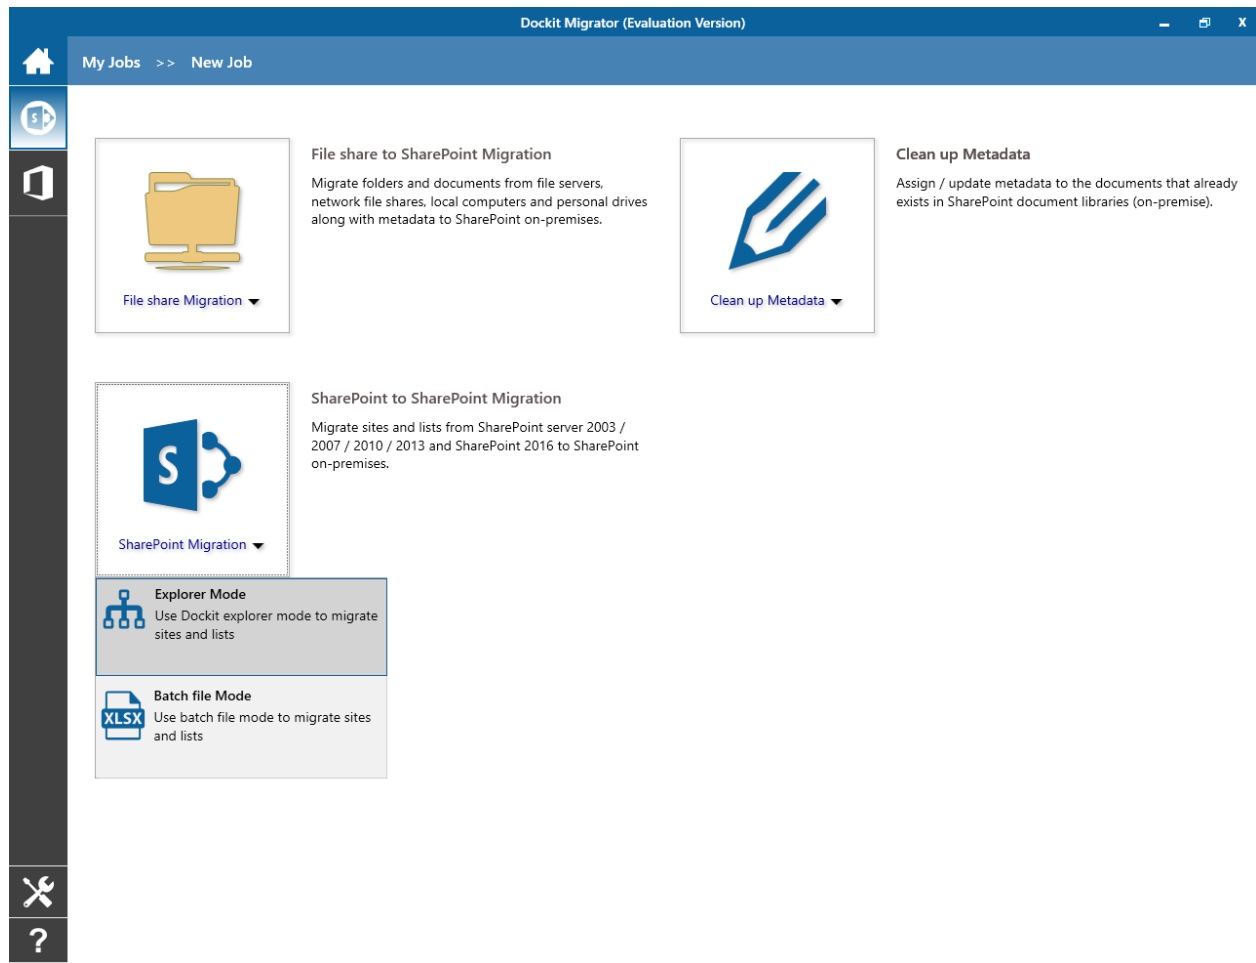 Dockit Migrator (Evaluation Version)
X
My Jobs >> New Job
S
File share to SharePoint Migration
Migrate folders and documents from file servers,
network file shares, local computers and personal drives
along with metadata to SharePoint on-premises.
File share Migration
Clean up Metadata
Assign / update metadata to the documents that already
exists in SharePoint document libraries (on-premise).
Clean up Metadata
SharePoint to SharePoint Migration
Migrate sites and lists from SharePoint server 2003 /
2007 / 2010 / 2013 and SharePoint 2016 to SharePoint
on-premises.
S
SharePoint Migration
Explorer Mode
Use Dockit explorer mode to migrate
sites and lists
Batch file Mode
XLSX
Use batch file mode to migrate sites
and lists
?